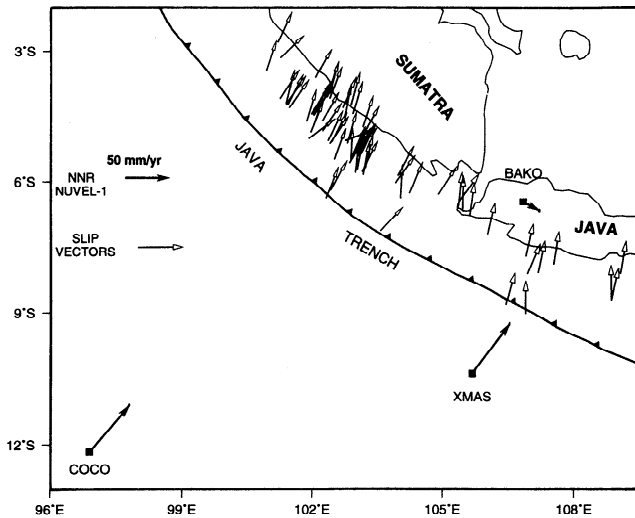 3°S
6°S
9°S
12°S
96°E
99°E
102°E
105°E
108°E
SUMATRA
JAVA
TRENCH
50 mm/yr
NNR
NUVEL-1
SLIP
VECTORS
BAKO
JAVA
XMAS
COCO